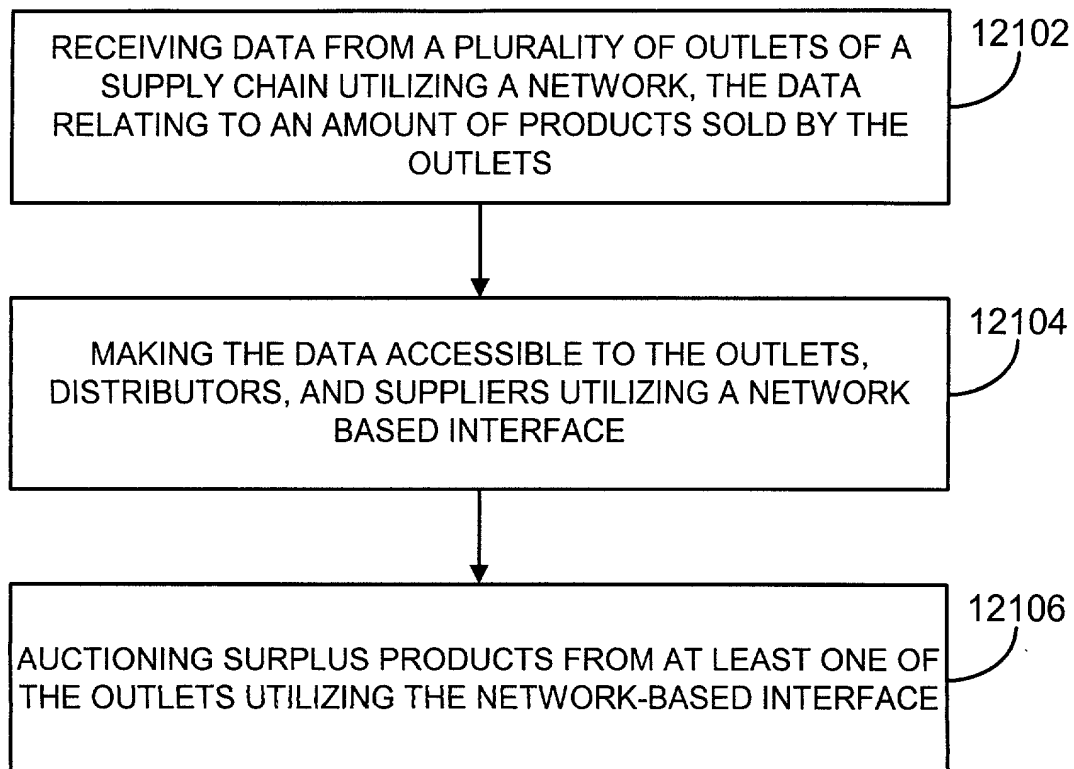 12102
RECEIVING DATA FROM A PLURALITY OF OUTLETS OF A
SUPPLY CHAIN UTILIZING A NETWORK, THE DATA
RELATING TO AN AMOUNT OF PRODUCTS SOLD BY THE
OUTLETS
12104
MAKING THE DATA ACCESSIBLE TO THE OUTLETS,
DISTRIBUTORS, AND SUPPLIERS UTILIZING A NETWORK
BASED INTERFACE
12106
AUCTIONING SURPLUS PRODUCTS FROM AT LEAST ONE OF
THE OUTLETS UTILIZING THE NETWORK-BASED INTERFACE